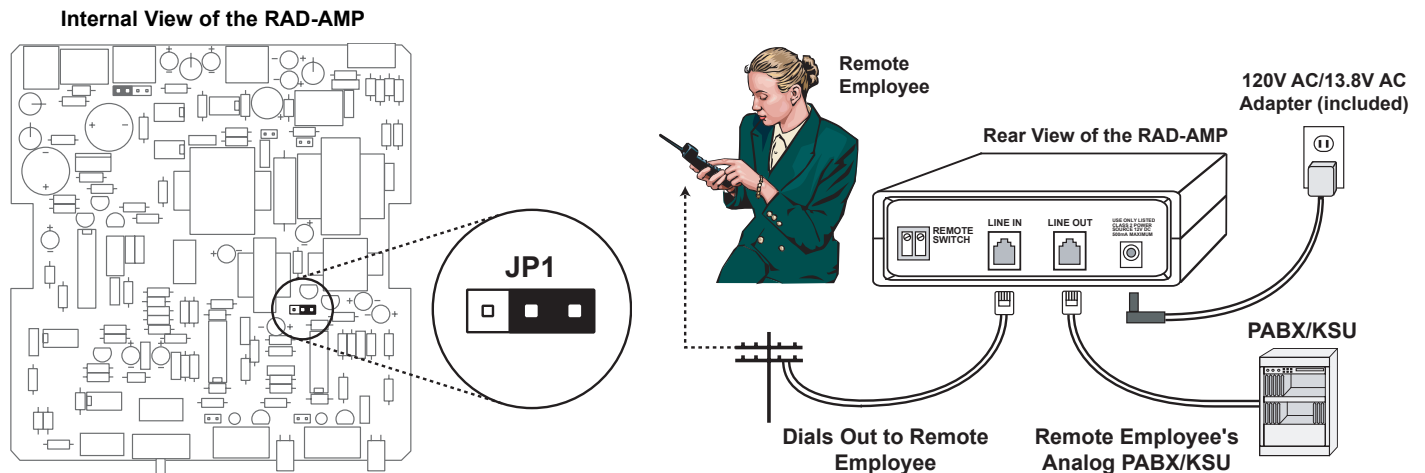 Internal View of the RAD-AMP
JP1
Remote
Employee
120V AC/13.8V AC
Adapter (included)
Rear View of the RAD-AMP
REMOTE
SWITCH
LINE IN
LINE OUT
USE ONLY LISTED
CLASS 2 POWER
SOURCE 12V DC
500mA MAXIMUM
PABX/KSU
Dials Out to Remote
Employee
Remote Employee's
Analog PABX/KSU